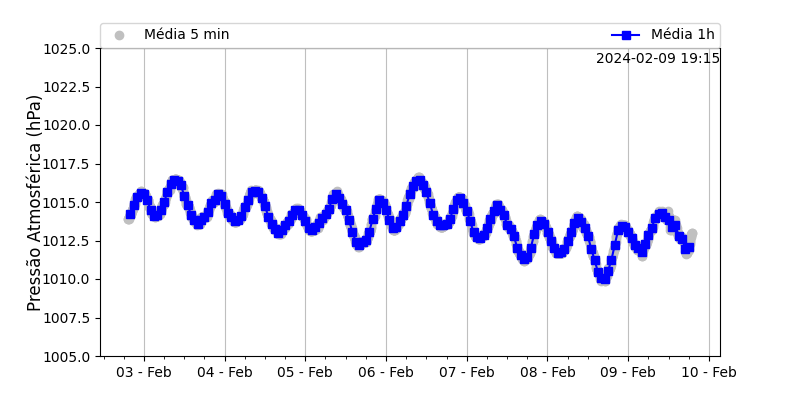 Média 5 min
Média 1h
2024-02-09 19:15
Pressão Atmosférica (hPa)
1025.0
1022.5
1020.0
1017.5
1015.0
1012.5
1010.0
1007.5
1005.0
03 - Feb
04 - Feb
05 - Feb
06 - Feb
07 - Feb
08 - Feb
09 - Feb
10 - Feb